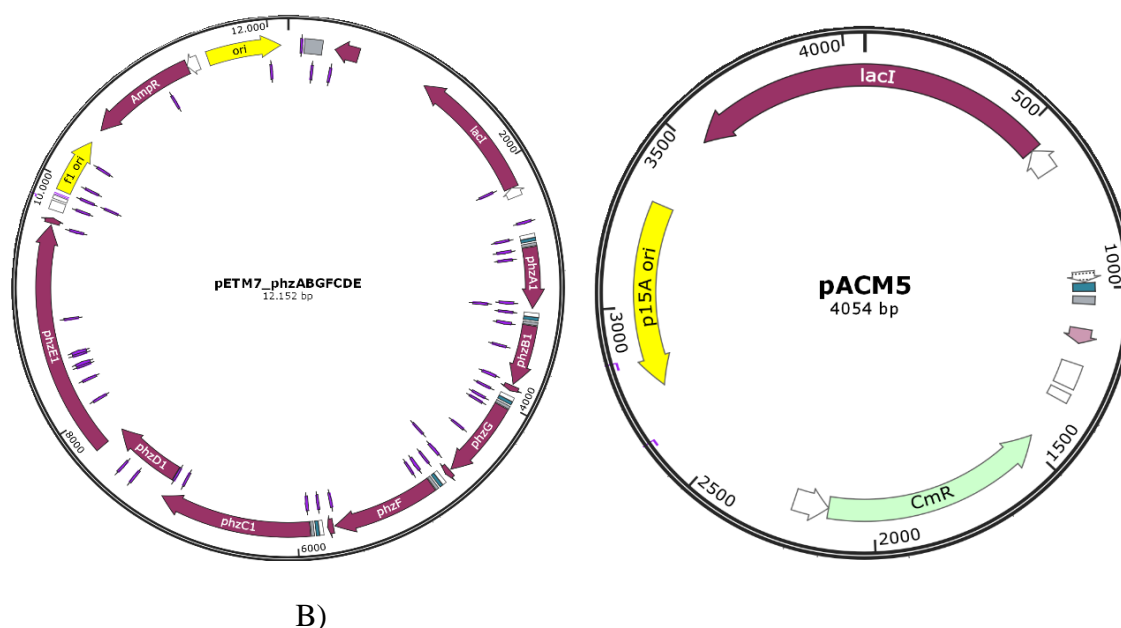 12.000
ori
AmpR
lacI
2000
f1 ori
10.000
phzA1
pETM7_phzABGFCDE
12.152 bp
phzB1
4000
phzG
phzE1
8000
phzD1
phzF
phzC1
6000
4000
lacI
500
3500
1000
p15A ori
pACM5
4054 bp
3000
1500
2500
CmR
2000
B)